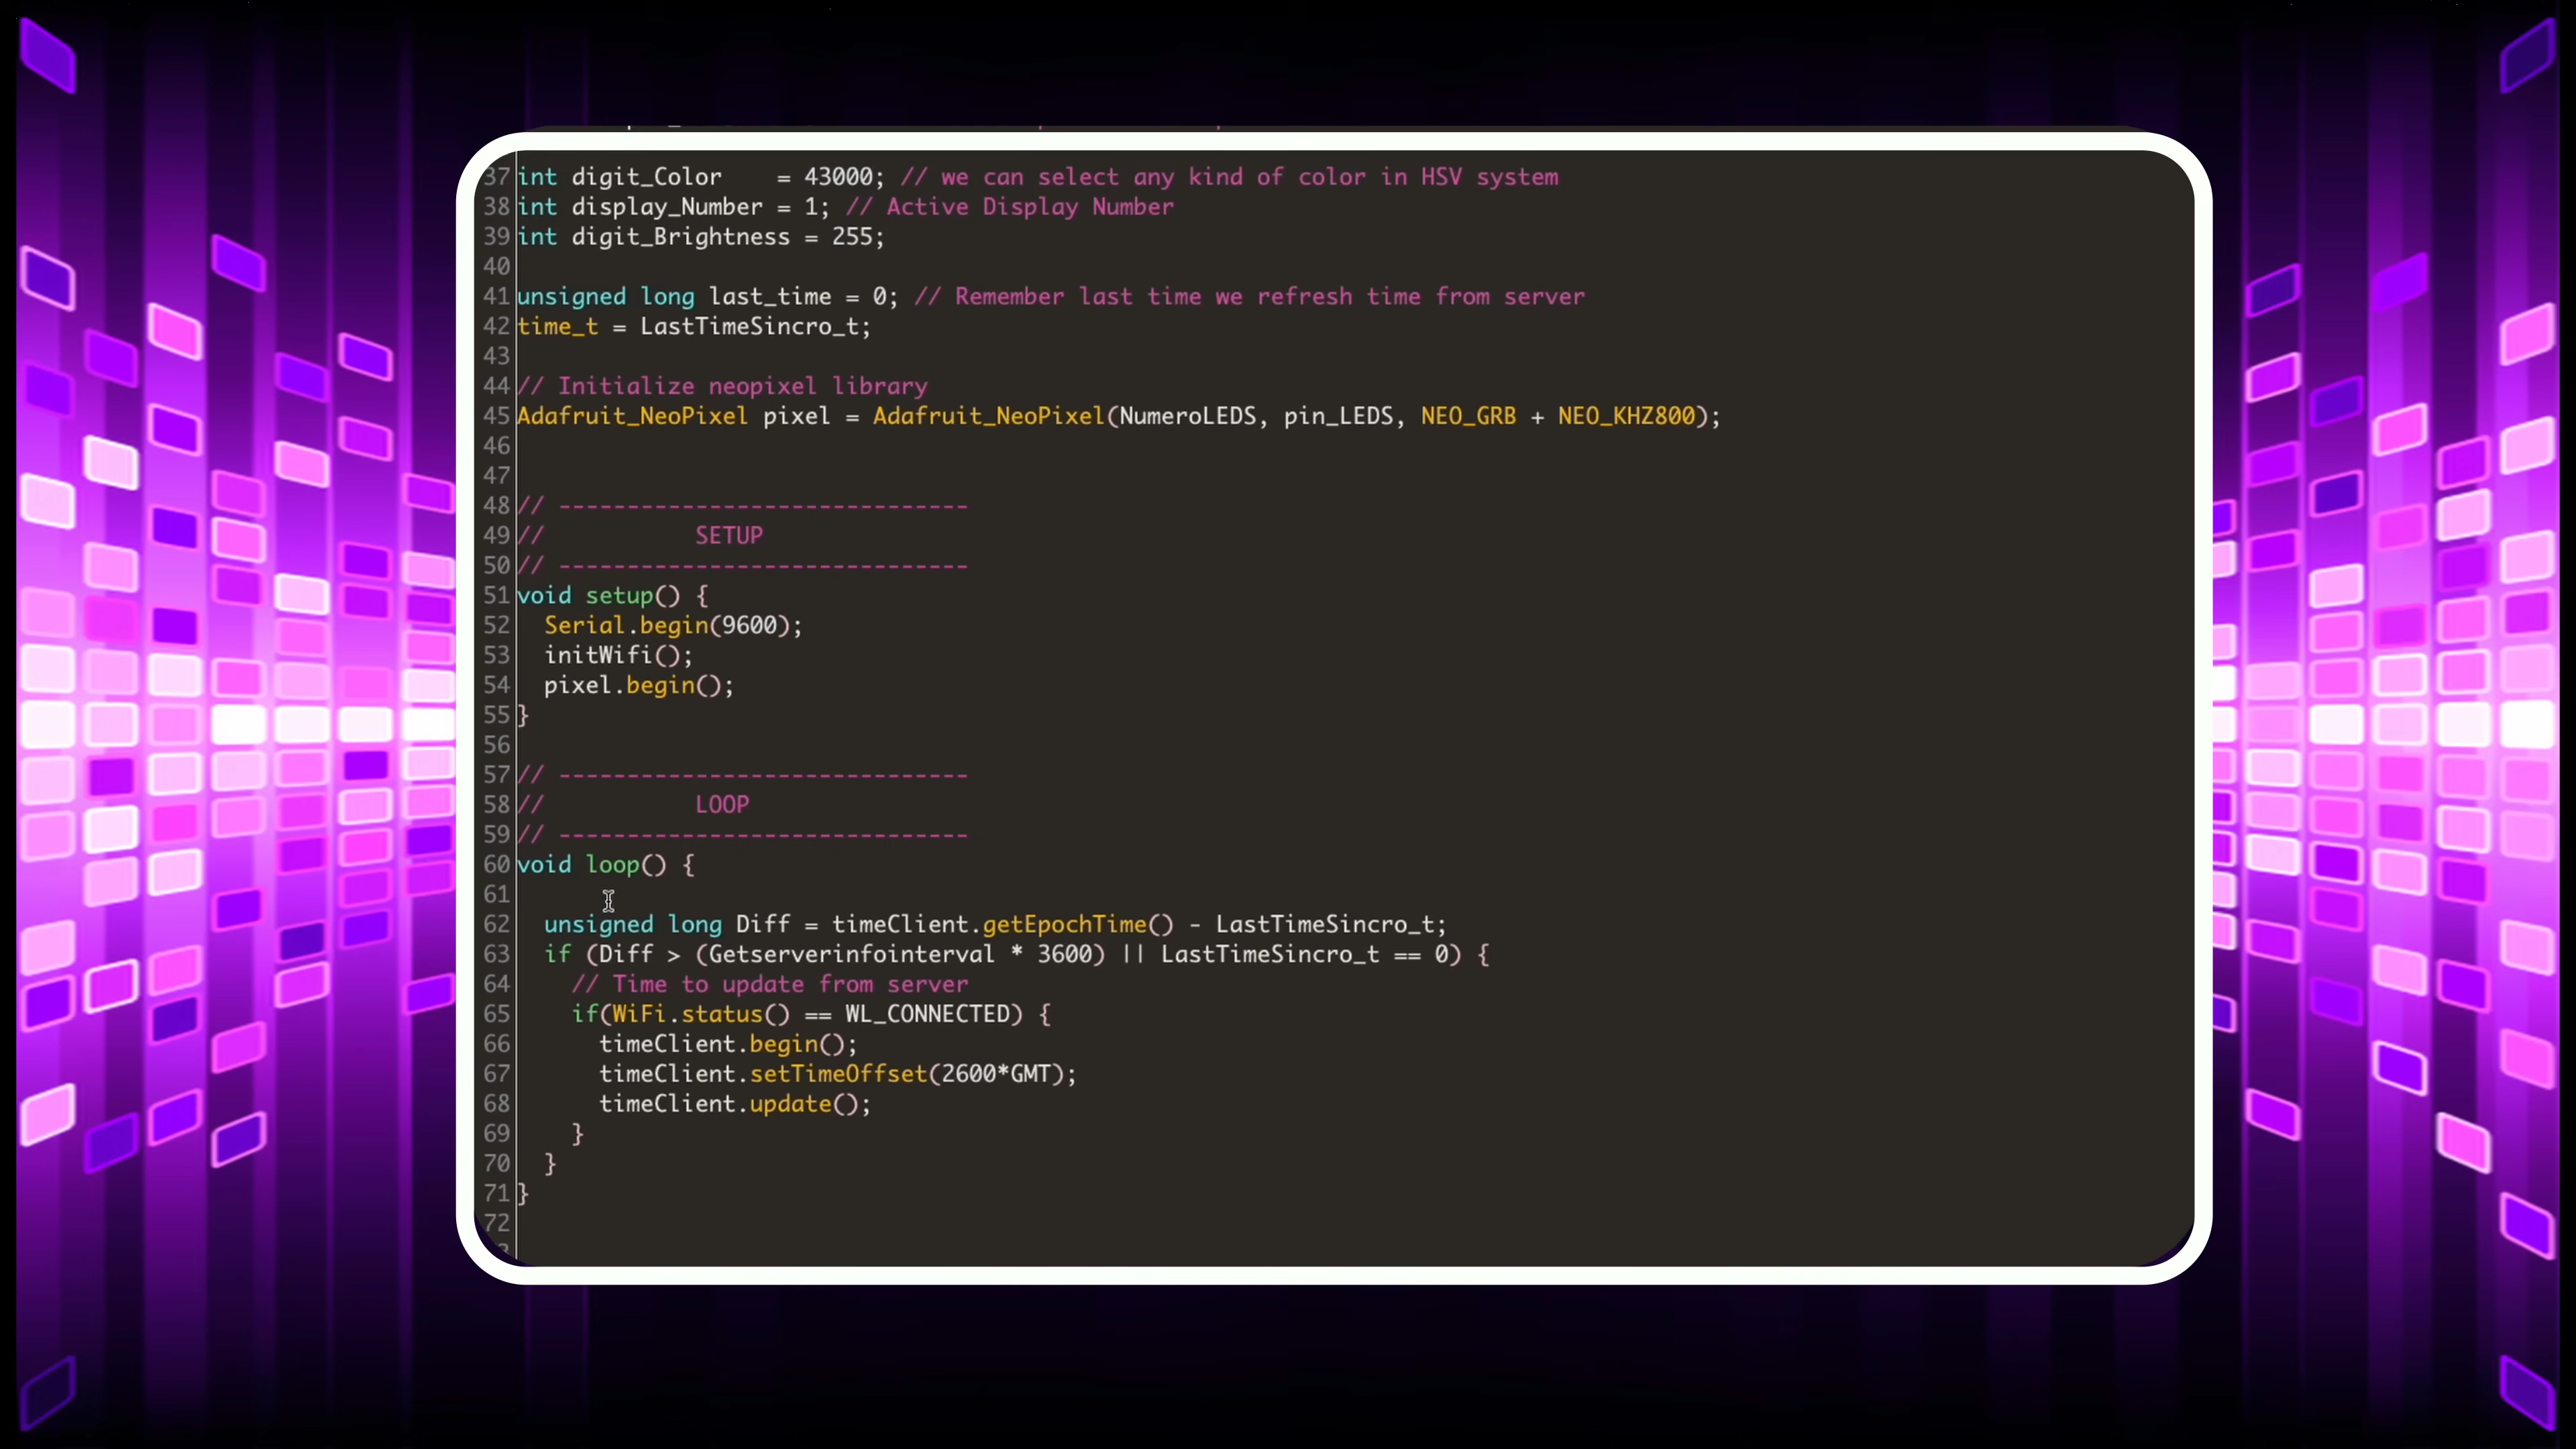 37 int digit_Color    = 43000; // we can select any kind of color in HSV system
38 int display_Number = 1; // Active Display Number
39 int digit_Brightness = 255;
40
41 unsigned long last_time = 0; // Remember last time we refresh time from server
42 time_t = LastTimeSincro_t;
43
44 // Initialize neopixel library
45 Adafruit_NeoPixel pixel = Adafruit_NeoPixel(NumeroLEDS, pin_LEDS, NEO_GRB + NEO_KHZ800);
46
47
48 // ------------------------------
49 //           SETUP
50 // ------------------------------
51 void setup() {
52   Serial.begin(9600);
53   initWifi();
54   pixel.begin();
55 }
56
57 // ------------------------------
58 //           LOOP
59 // ------------------------------
60 void loop() {
61
62   unsigned long Diff = timeClient.getEpochTime() - LastTimeSincro_t;
63   if (Diff > (Getserverinfointerval * 3600) || LastTimeSincro_t == 0) {
64     // Time to update from server
65     if(WiFi.status() == WL_CONNECTED) {
66       timeClient.begin();
67       timeClient.setTimeOffset(2600*GMT);
68       timeClient.update();
69     }
70   }
71 }
72